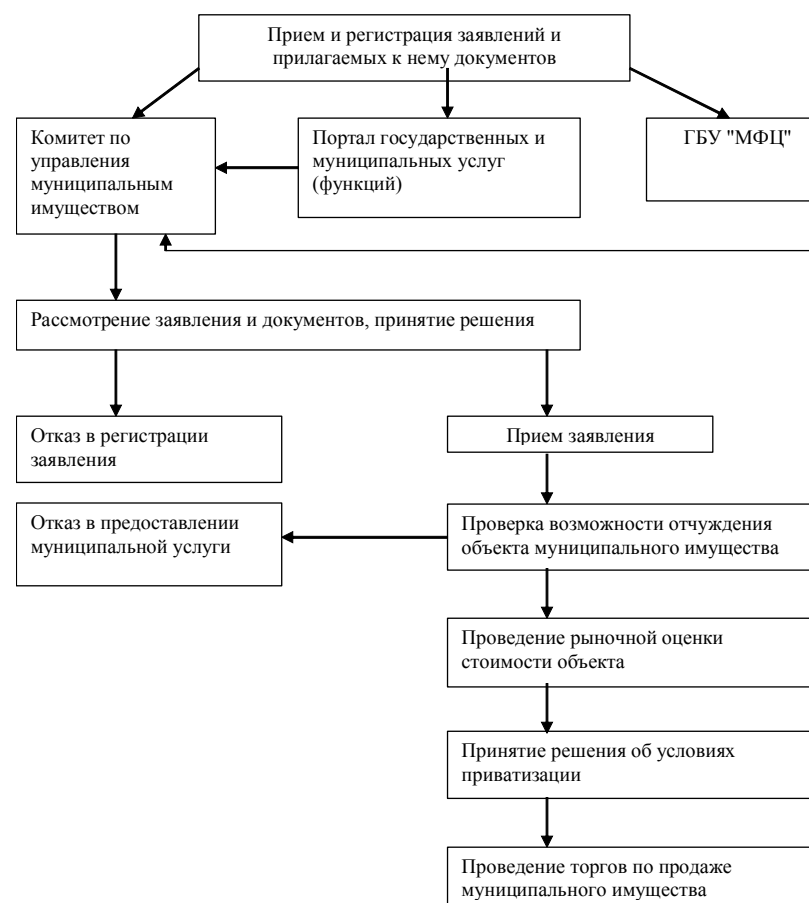 Прием и регистрация заявлений и
прилагаемых к нему документов
Комитет по
управления
муниципальным
имуществом
Портал государственных и
муниципальных услуг
(функций)
ГБУ "МФЦ"
Рассмотрение заявления и документов, принятие решения
Отказ в регистрации
заявления
Прием заявления
Отказ в предоставлении
муниципальной услуги
Проверка возможности отчуждения
объекта муниципального имущества
Проведение рыночной оценки
стоимости объекта
Принятие решения об условиях
приватизации
Проведение торгов по продаже
муниципального имущества